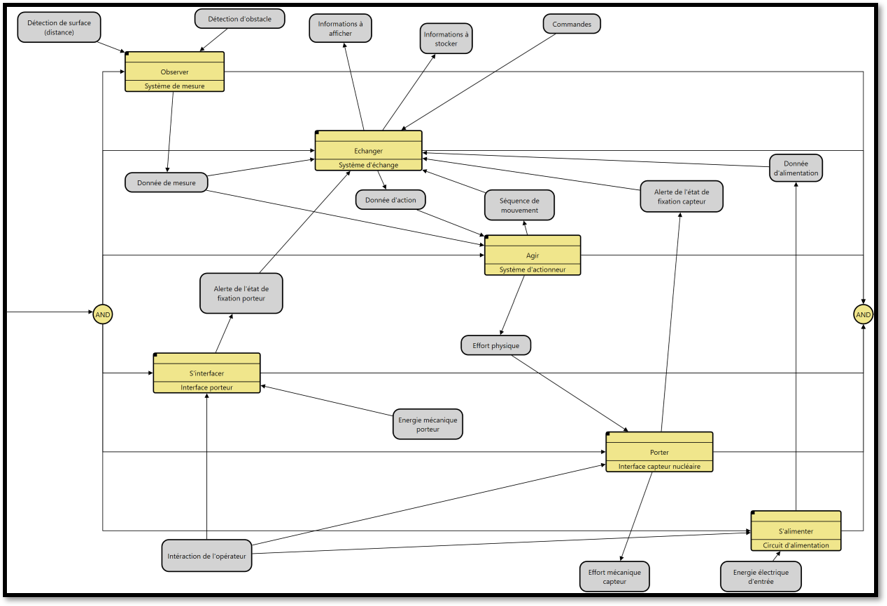 Détection de surface
(distance)
Détection d'obstacle
Informations à
afficher
Informations à
stocker
Commandes
Observer
Système de mesure
Echanger
Système d'échange
Donnée
d'alimentation
Donnée de mesure
Donnée d'action
Séquence de
mouvement
Alerte de l'état de
fixation capteur
Agir
Système d'actionneur
Alerte de l'état de
fixation porteur
AND
AND
Effort physique
S'interfacer
Interface porteur
Energie mécanique
porteur
Porter
Interface capteur nucléaire
S'alimenter
Circuit d'alimentation
Intéraction de l'opérateur
Effort mécanique
capteur
Energie électrique
d'entrée